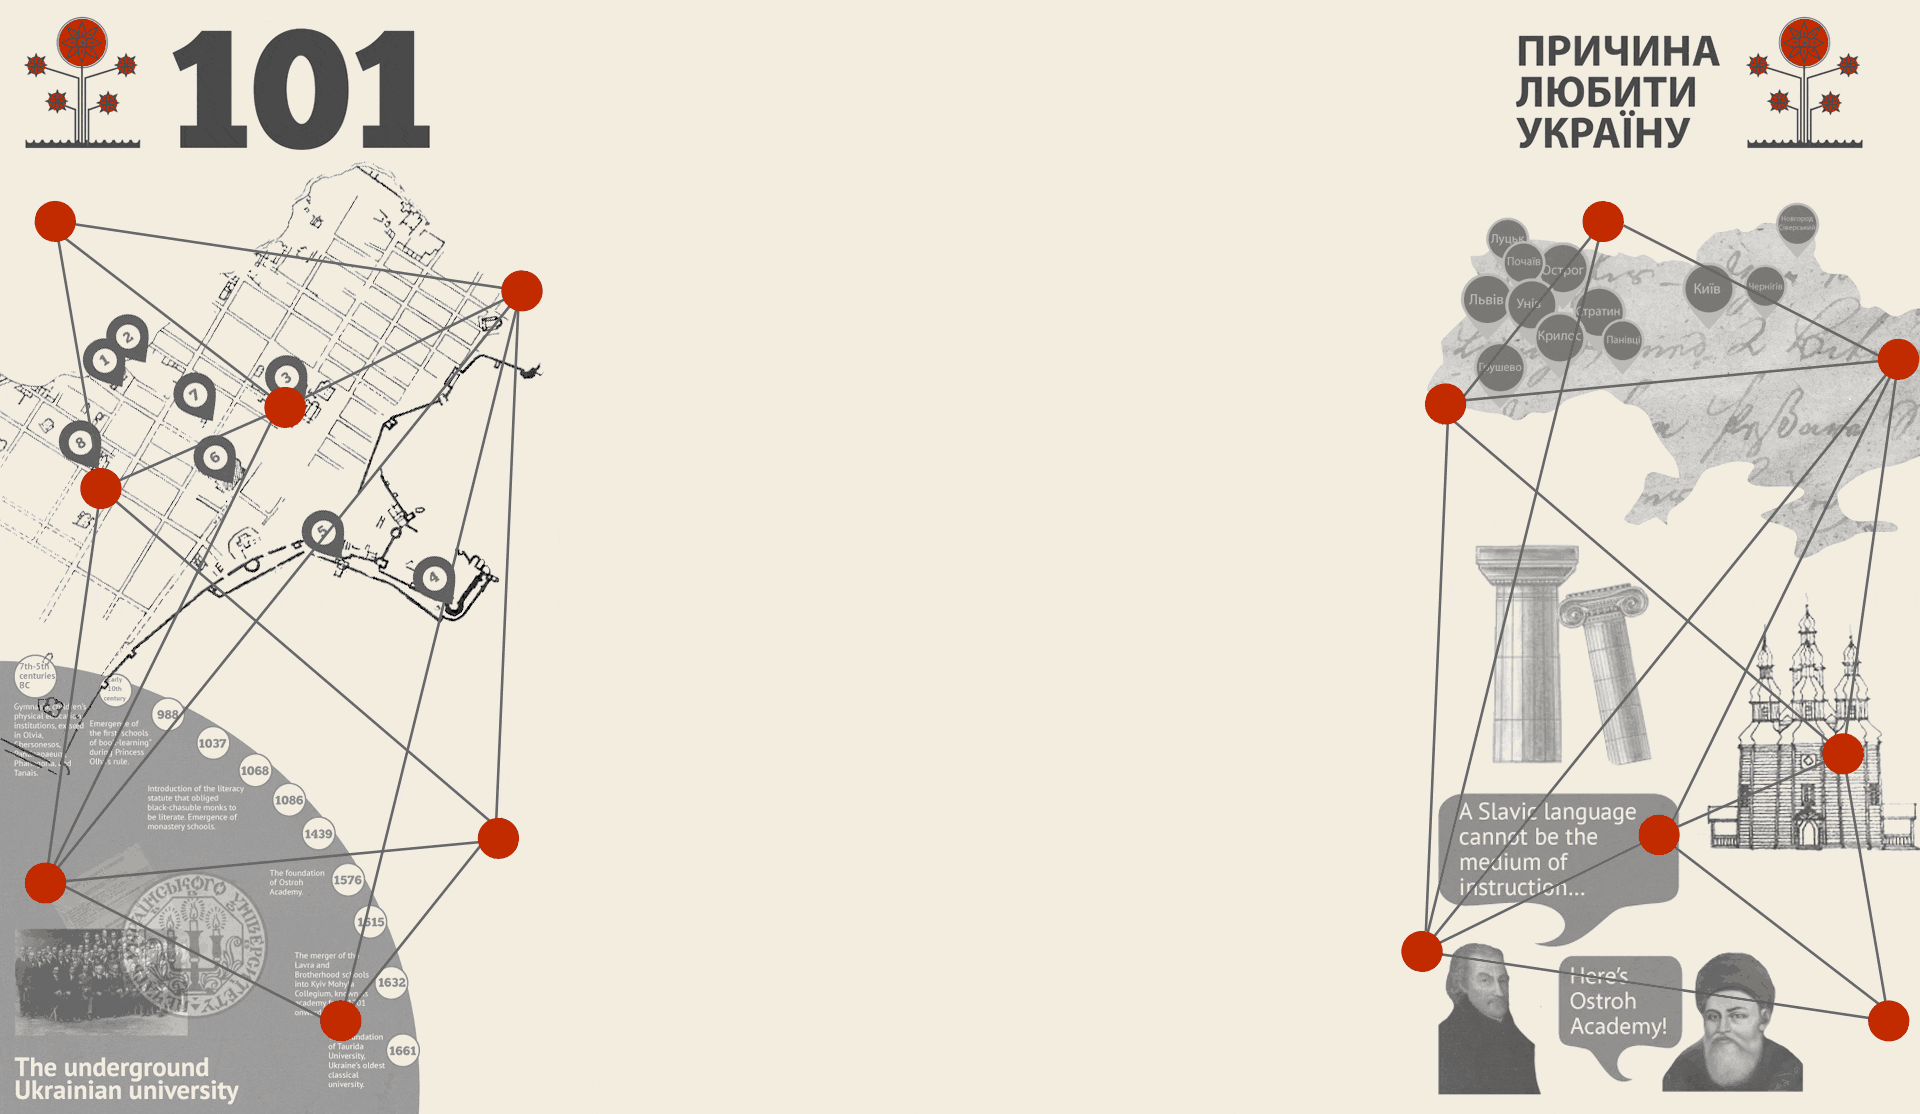 101
ПРИЧИНА
ЛЮБИТИ
УКРАЇНУ
1
2
3
7
8
6
5
4
Луцьк
Почаїв
Острог
Львів
Унів
Стратин
Крилос
Панівці
Грушево
Київ
Чернігів
Новгород
Сіверський
7th-5th
centuries
BC
Gymnasia, children's
physical education
institutions, existed
in Olvia,
Chersonesos,
Panticapaeum,
Phanagoria, and
Tanais.
Early
10th
century
Emergence of
the first schools
of book-learning"
during Princess
Olha's rule.
988
1037
1068
1086
1439
1576
1615
1632
1661
Introduction of the literacy
statute that obliged
black-chasuble monks to
be literate. Emergence of
monastery schools.
The foundation
of Ostroh
Academy.
The merger of the
Lavra and
Brotherhood schools
into Kyiv Mohyla
Collegium, known as
academy 
onward
foundation
of Taurida
University,
Ukraine's oldest
classical
university.
The underground
Ukrainian university
A Slavic language
cannot be the
medium of
instruction...
Here's
Ostroh
Academy!